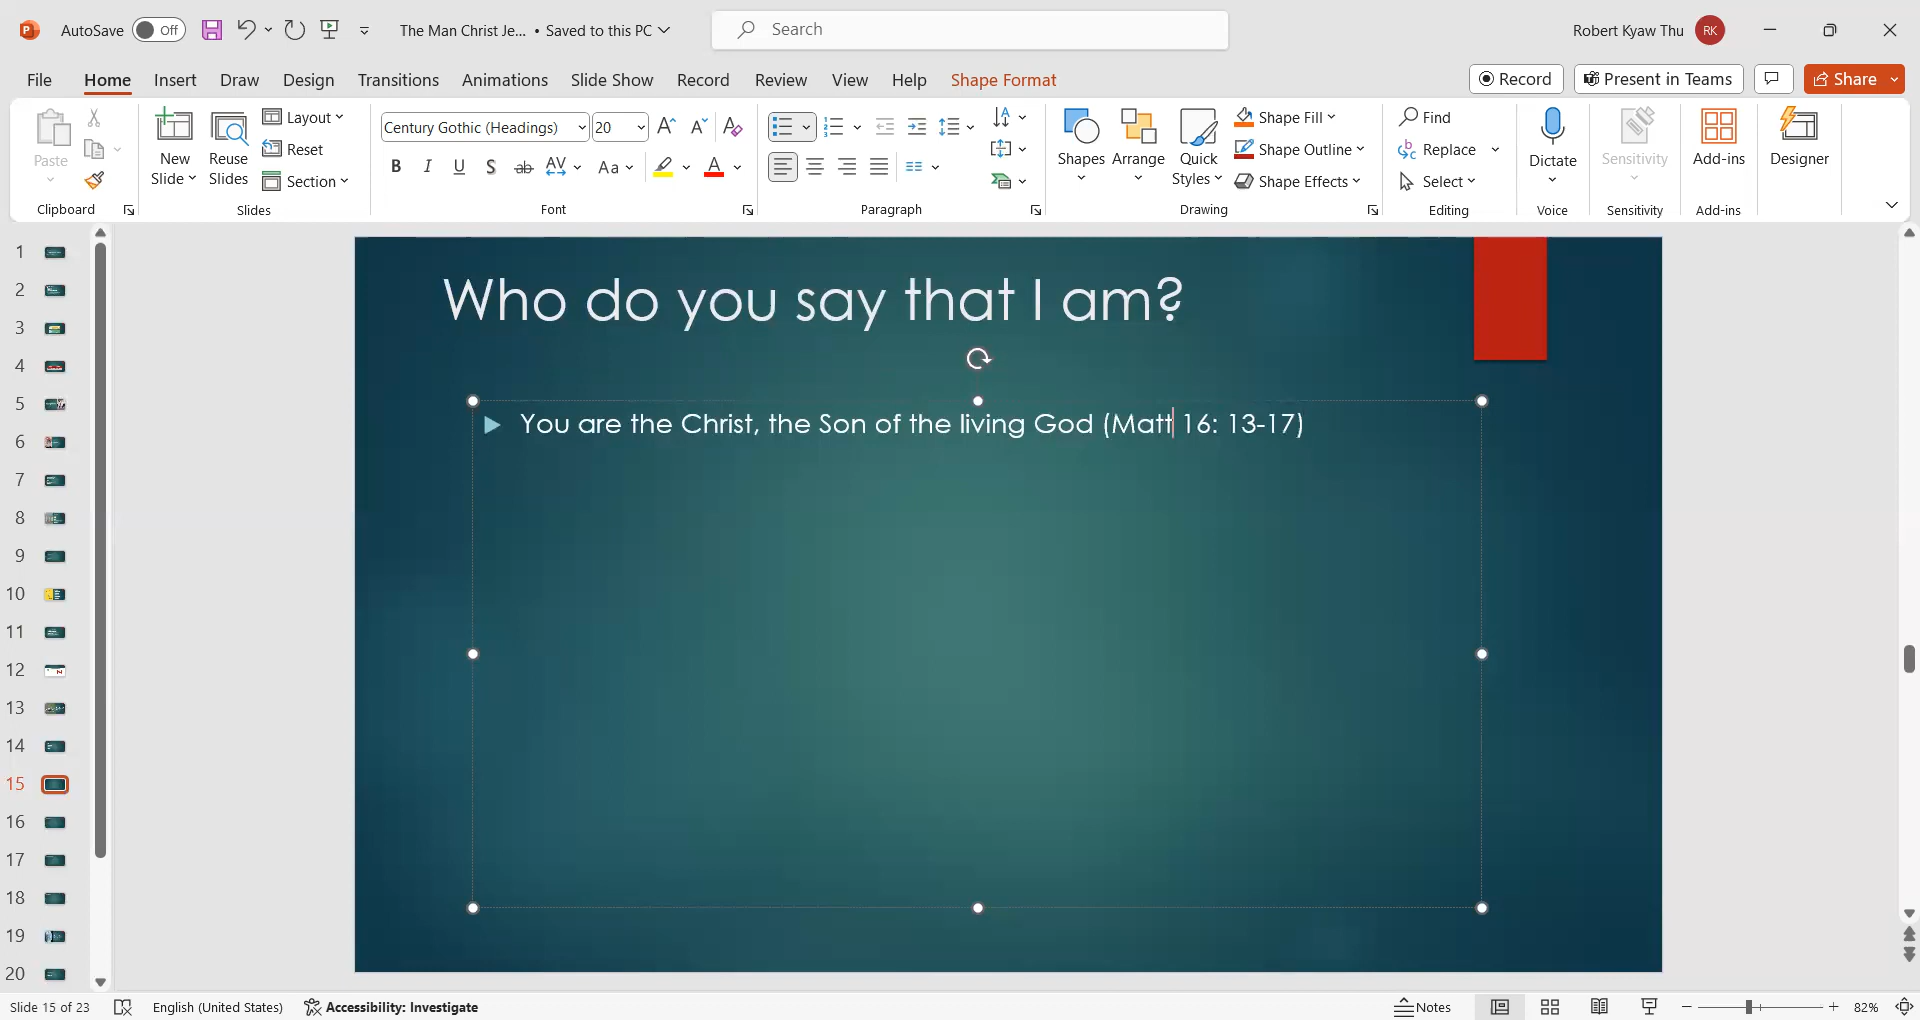 AutoSave Off The Man Christ Je... • Saved to this PC Search Robert Kyaw Thu RK
File Home Insert Draw Design Transitions Animations Slide Show Record Review View Help Shape Format Record Present in Teams Share
Paste
Clipboard
New Slide
Reuse Slides
Layout
Reset
Section
Slides
Century Gothic (Headings) 20
B I U S ab AV Aa A
Font
Paragraph
Shapes
Arrange
Quick Styles
Shape Fill
Shape Outline
Shape Effects
Drawing
Find
Replace
Select
Editing
Dictate
Voice
Sensitivity
Sensitivity
Add-ins
Add-ins
Designer
1
2
3
4
5
6
7
8
9
10
11
12
13
14
15
16
17
18
19
20
Who do you say that I am?
You are the Christ, the Son of the living God (Matt 16: 13-17)
Slide 15 of 23 English (United States) Accessibility: Investigate Notes 82%